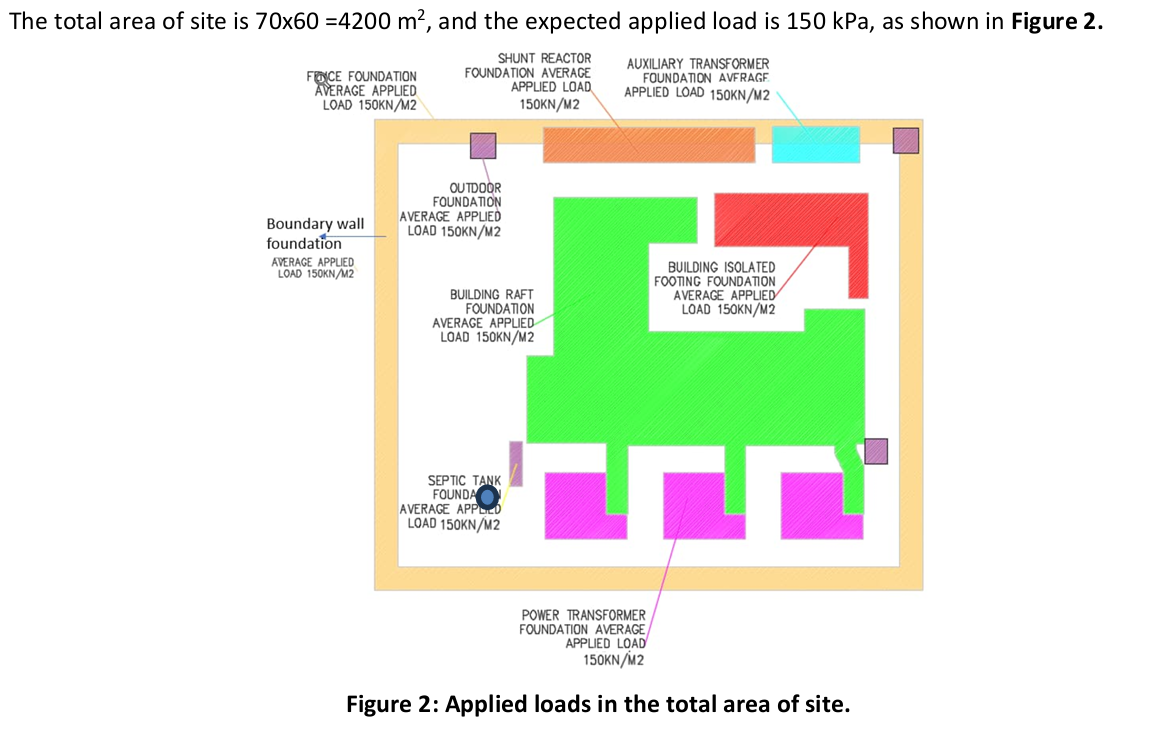 The total area of site is 70x60 =4200 m², and the expected applied load is 150 kPa, as shown in Figure 2.
SHUNT REACTOR
FOUNDATION AVERAGE
APPLIED LOAD
150KN/M2
AUXILIARY TRANSFORMER
FOUNDATION AVERAGE
APPLIED LOAD 150KN/M2
FENCE FOUNDATION
AVERAGE APPLIED
LOAD 150KN/M2
OUTDOOR
FOUNDATION
AVERAGE APPLIED
LOAD 150KN/M2
Boundary wall
foundation
AVERAGE APPLIED
LOAD 150KN/M2
BUILDING ISOLATED
FOOTING FOUNDATION
AVERAGE APPLIED
LOAD 150KN/M2
BUILDING RAFT
FOUNDATION
AVERAGE APPLIED
LOAD 150KN/M2
SEPTIC TANK
FOUNDATION
AVERAGE APPLIED
LOAD 150KN/M2
POWER TRANSFORMER
FOUNDATION AVERAGE
APPLIED LOAD
150KN/M2
Figure 2: Applied loads in the total area of site.